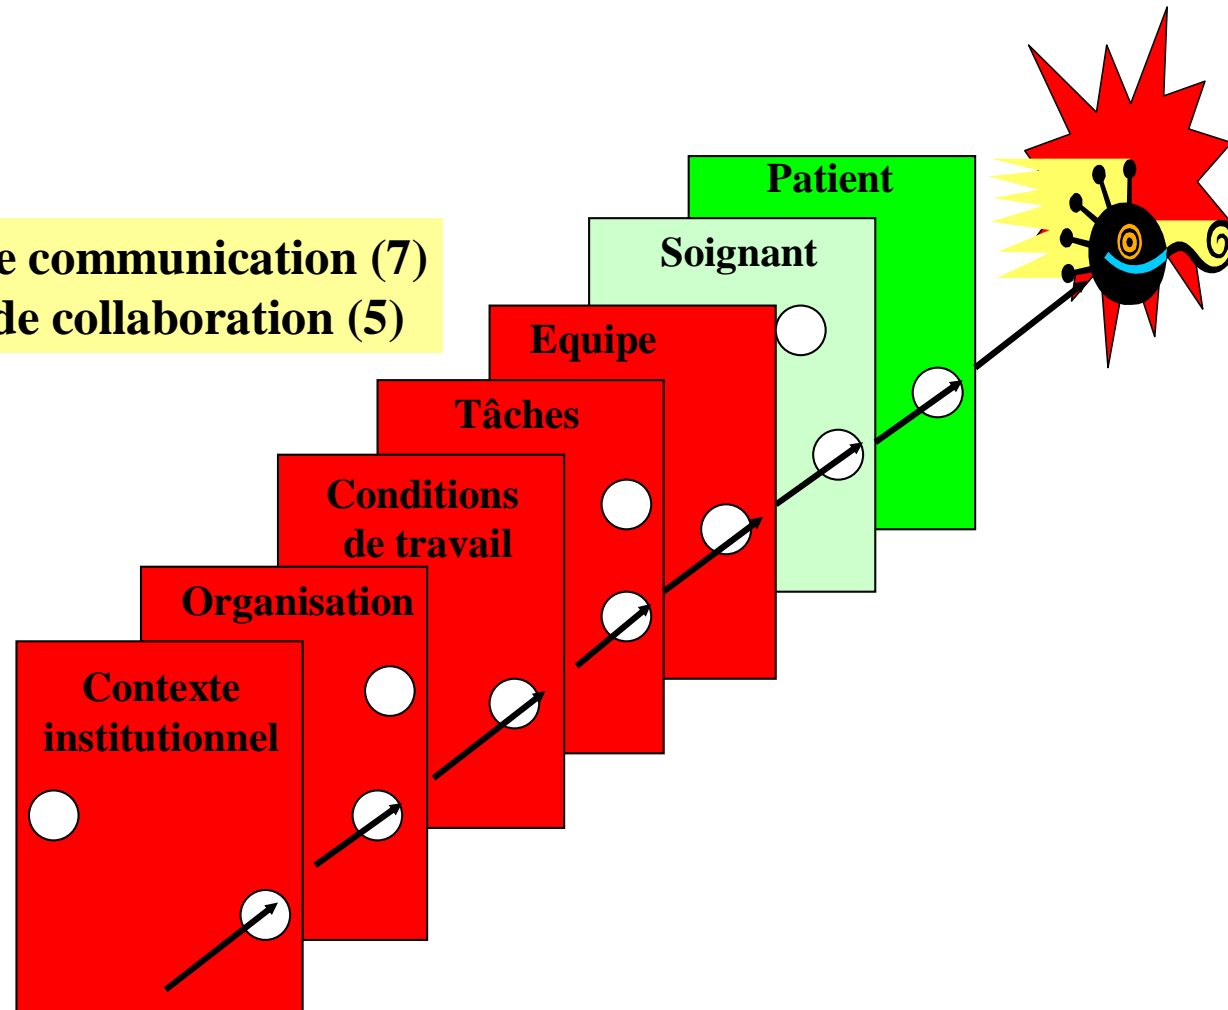 Patient
Soignant
e communication (7)
de collaboration (5)
Equipe
Tâches
Conditions
de travail
Organisation
Contexte
institutionnel